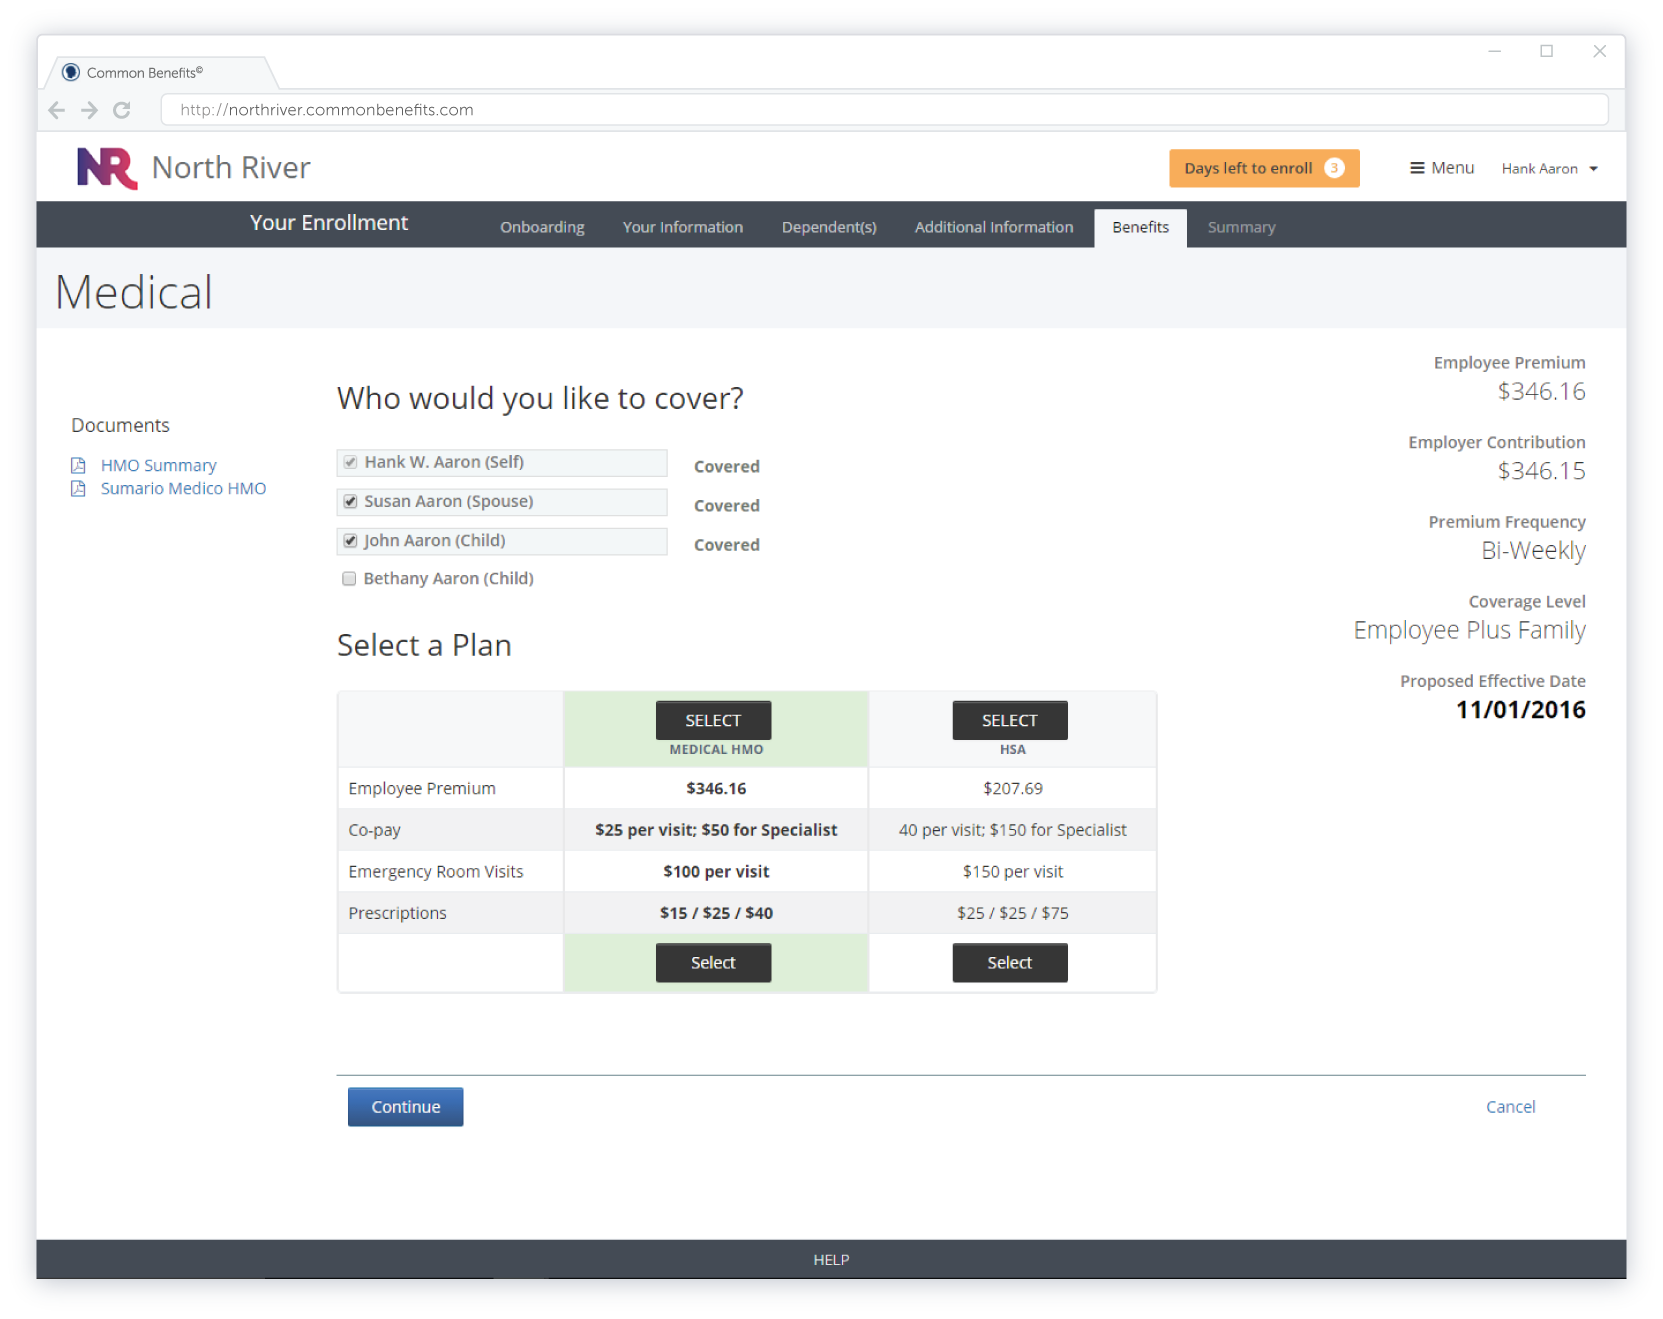 Common Benefits©
http://northriver.commonbenefits.com
NR North River
Days left to enroll 3
Menu
Hank Aaron
Your Enrollment
Onboarding
Your Information
Dependent(s)
Additional Information
Benefits
Summary
Medical
Documents
HMO Summary
Sumario Medico HMO
Who would you like to cover?
Hank W. Aaron (Self) Covered
Susan Aaron (Spouse) Covered
John Aaron (Child) Covered
Bethany Aaron (Child)
Select a Plan
SELECT SELECT
MEDICAL HMO HSA
Employee Premium $346.16 $207.69
Co-pay $25 per visit; $50 for Specialist 40 per visit; $150 for Specialist
Emergency Room Visits $100 per visit $150 per visit
Prescriptions $15 / $25 / $40 $25 / $25 / $75
Select Select
Employee Premium
$346.16
Employer Contribution
$346.15
Premium Frequency
Bi-Weekly
Coverage Level
Employee Plus Family
Proposed Effective Date
11/01/2016
Continue
Cancel
HELP